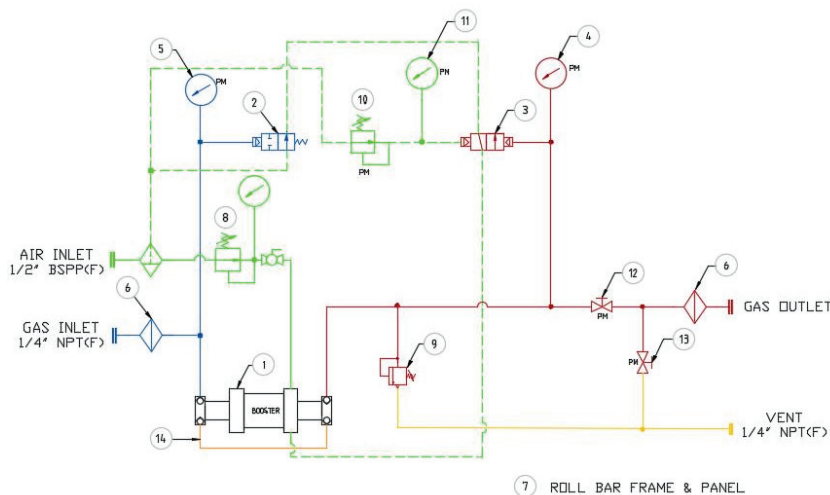 5
11
4
PM
PM
PM
2
10
3
PM
8
AIR INLET
1/2" BSPP(F)
6
12
6
PM
GAS OUTLET
GAS INLET
1/4" NPT(F)
9
PM
13
1
BOOSTER
VENT
1/4" NPT(F)
14
7 ROLL BAR FRAME & PANEL